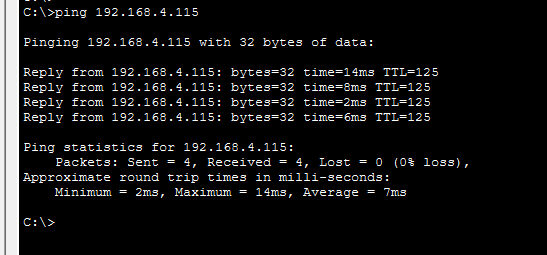 C:\>ping 192.168.4.115
Pinging 192.168.4.115 with 32 bytes of data:
Reply from 192.168.4.115: bytes=32 time=14ms TTL=125
Reply from 192.168.4.115: bytes=32 time=8ms TTL=125
Reply from 192.168.4.115: bytes=32 time=2ms TTL=125
Reply from 192.168.4.115: bytes=32 time=6ms TTL=125
Ping statistics for 192.168.4.115:
    Packets: Sent = 4, Received = 4, Lost = 0 (0% loss),
Approximate round trip times in milli-seconds:
    Minimum = 2ms, Maximum = 14ms, Average = 7ms
C:\>